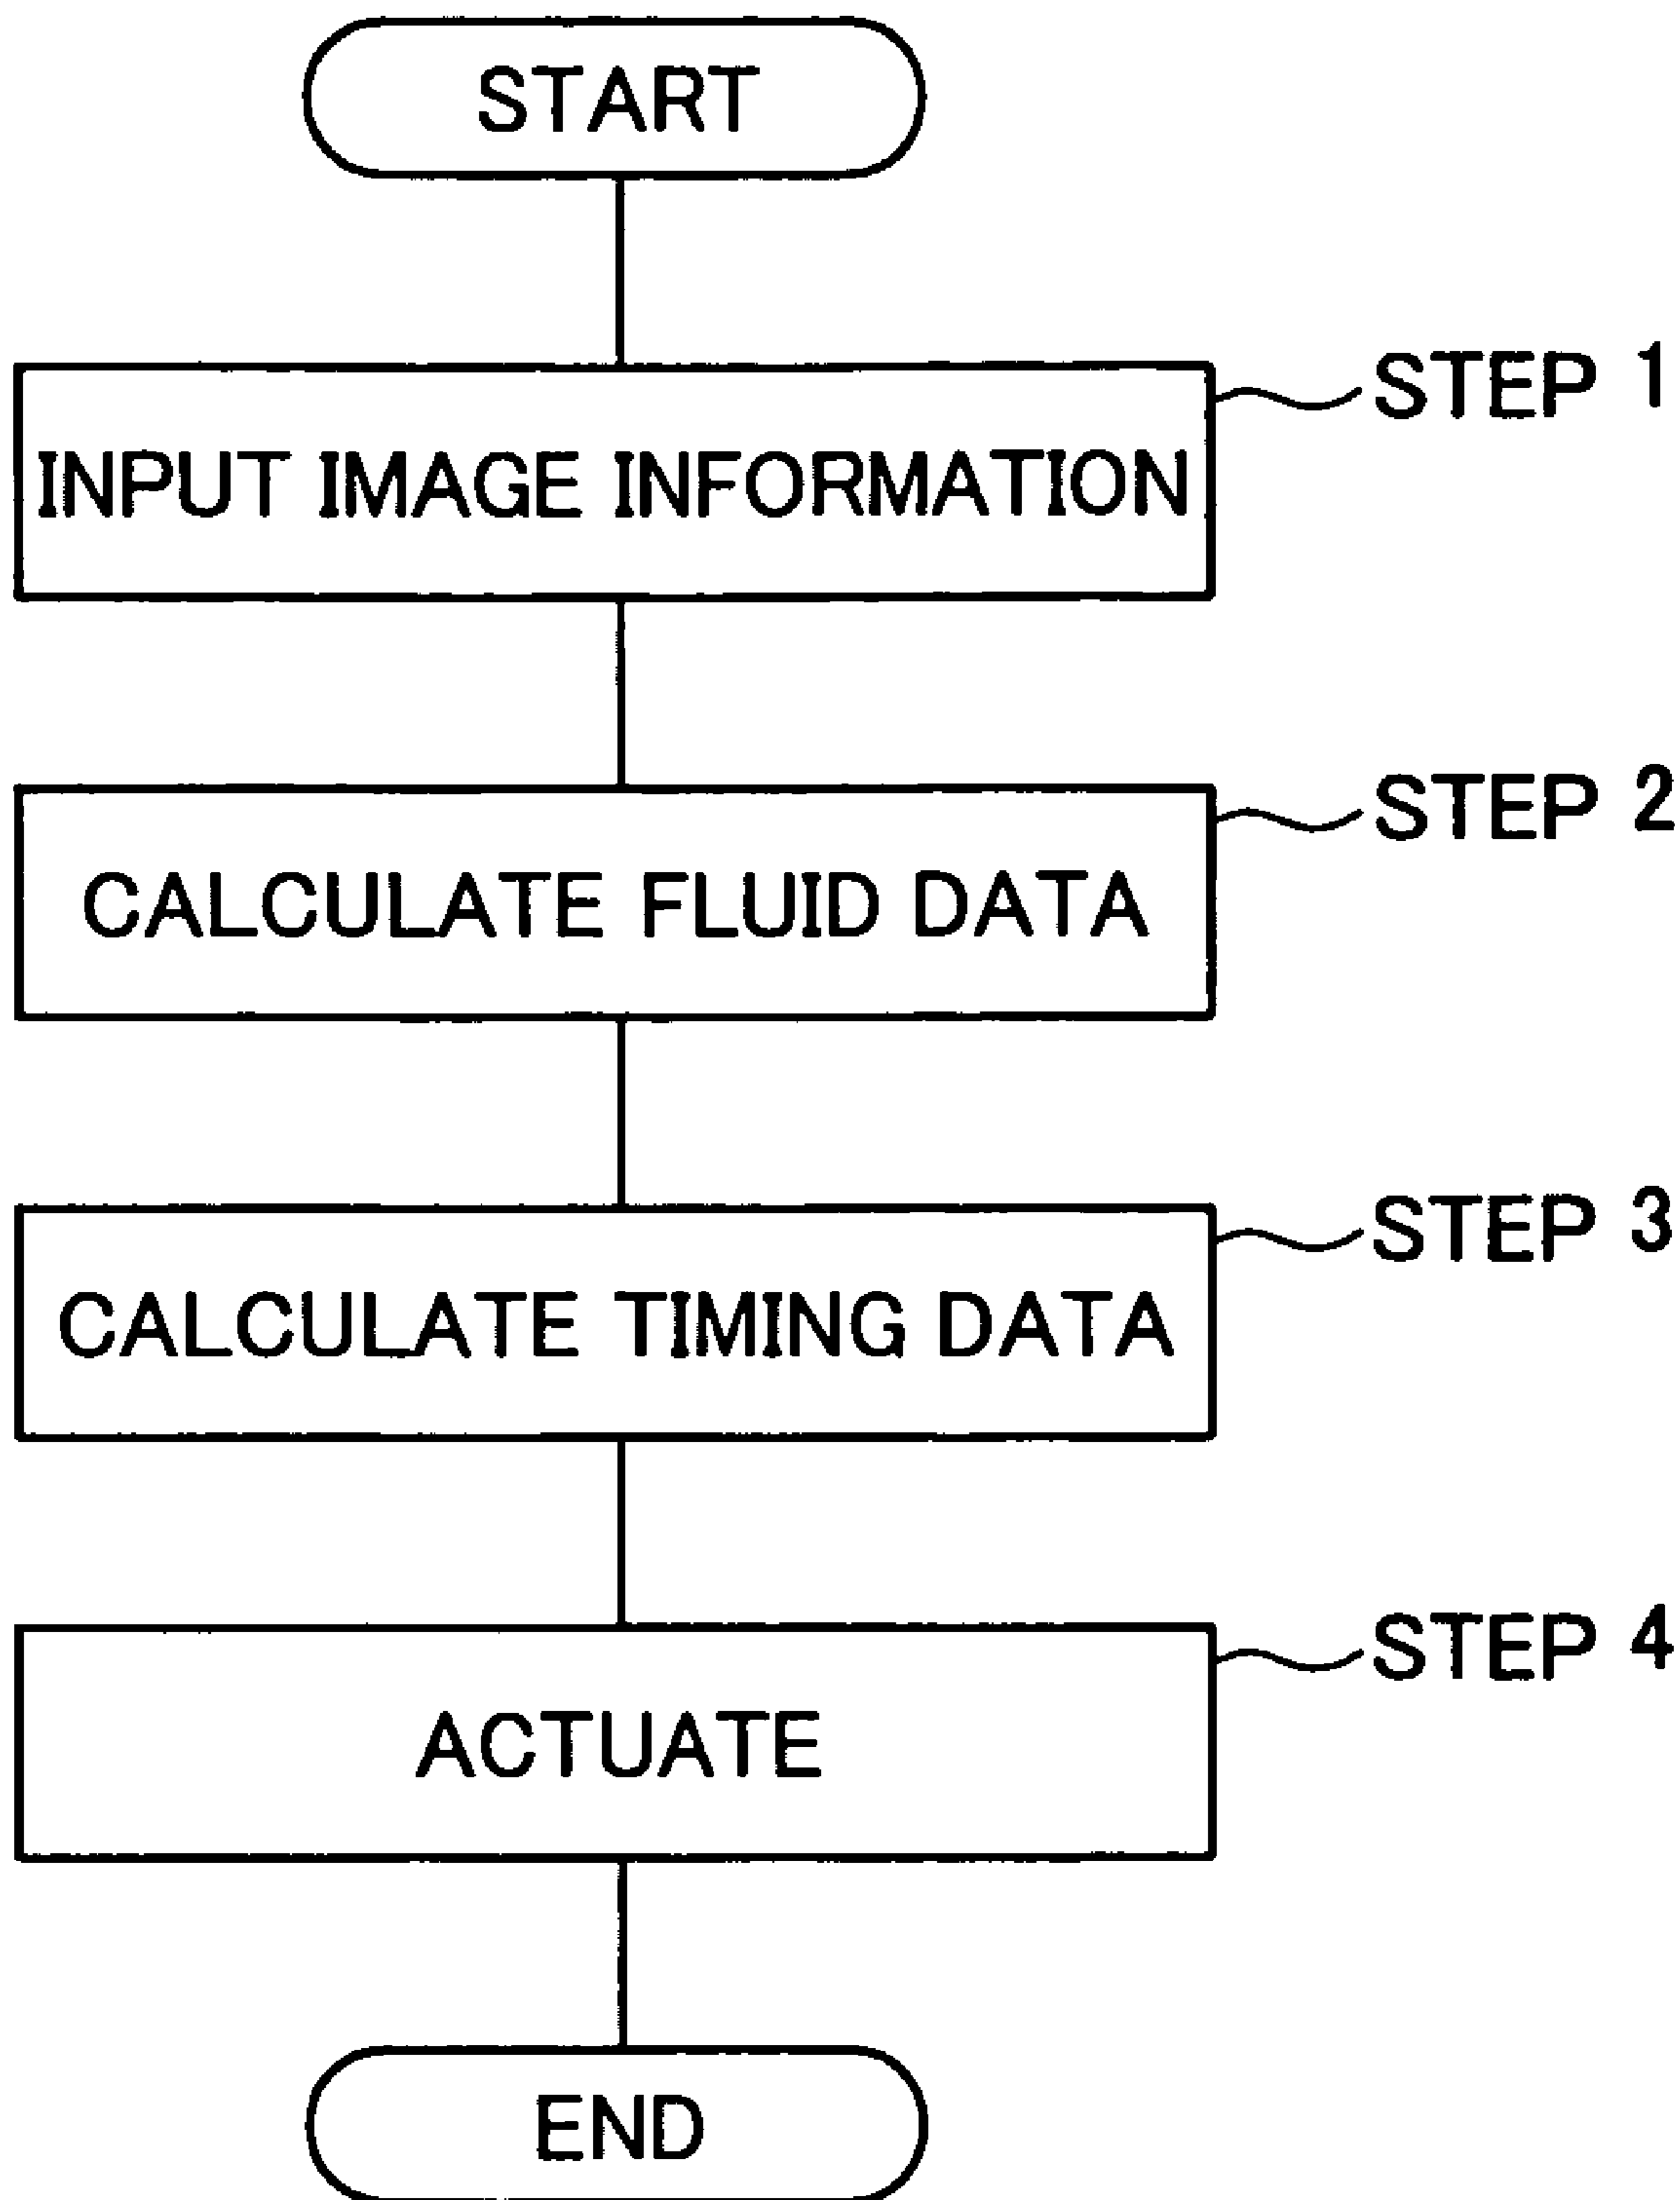 START
STEP 1
INPUT IMAGE INFORMATION
STEP 2
CALCULATE FLUID DATA
STEP 3
CALCULATE TIMING DATA
STEP 4
ACTUATE
END